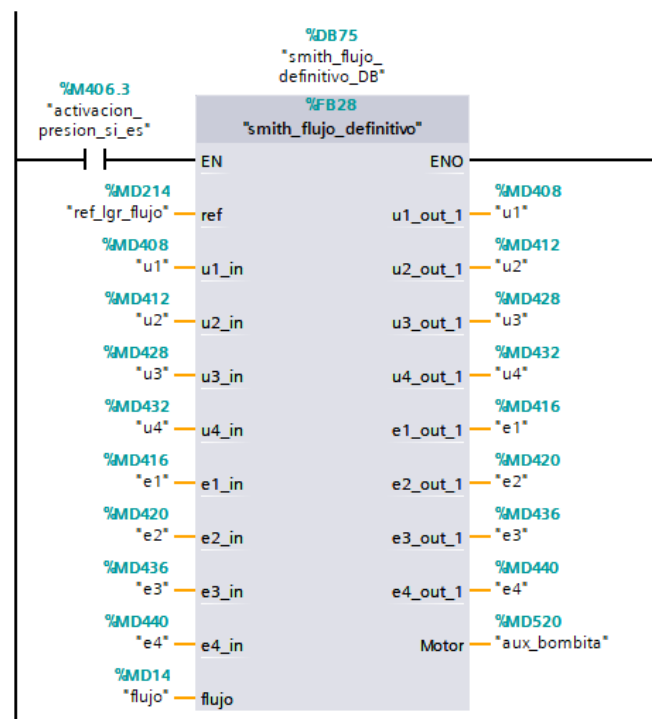 %DB75
"smith_flujo_
definitivo_DB"
%M406.3
"activacion_
presion_si_es"
%FB28
"smith_flujo_definitivo"
EN
ENO
%MD214
"ref_lgr_flujo"
ref
u1_out_1
%MD408
"u1"
%MD408
"u1"
u1_in
u2_out_1
%MD412
"u2"
%MD412
"u2"
u2_in
u3_out_1
%MD428
"u3"
%MD428
"u3"
u3_in
u4_out_1
%MD432
"u4"
%MD432
"u4"
u4_in
e1_out_1
%MD416
"e1"
%MD416
"e1"
e1_in
e2_out_1
%MD420
"e2"
%MD420
"e2"
e2_in
e3_out_1
%MD436
"e3"
%MD436
"e3"
e3_in
e4_out_1
%MD440
"e4"
%MD440
"e4"
e4_in
Motor
%MD520
"aux_bombita"
%MD14
"flujo"
flujo